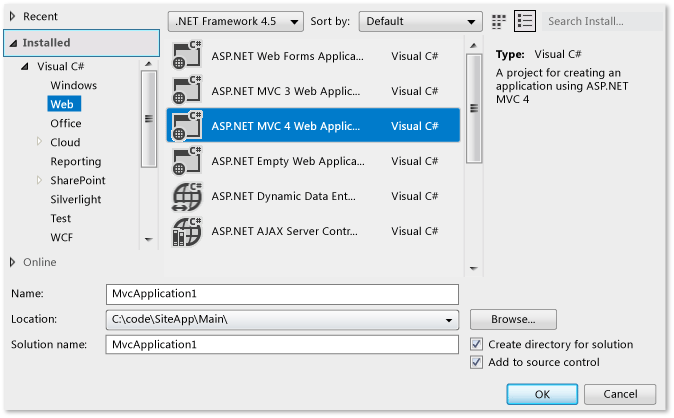 Recent
.NET Framework 4.5 Sort by: Default Search Install...
Installed
Visual C#
Windows
Web
Office
Cloud
Reporting
SharePoint
Silverlight
Test
WCF
Online
C# ASP.NET Web Forms Applica... Visual C#
C# ASP.NET MVC 3 Web Applic... Visual C#
C# ASP.NET MVC 4 Web Applic... Visual C#
C# ASP.NET Empty Web Applica... Visual C#
C# ASP.NET Dynamic Data Ent... Visual C#
C# ASP.NET AJAX Server Contr... Visual C#
Type: Visual C#
A project for creating an
application using ASP.NET
MVC 4
Name: MvcApplication1
Location: C:\code\SiteApp\Main\ Browse...
Solution name: MvcApplication1
Create directory for solution
Add to source control
OK Cancel